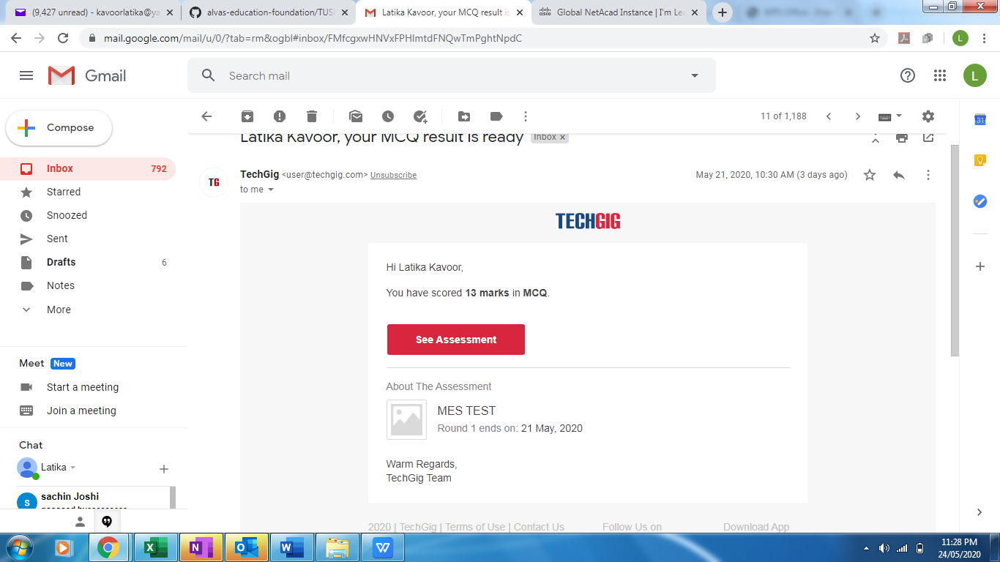 (9,427 unread) - kavoorlatika@ya
alvas-education-foundation/TUSH
Latika Kavoor, your MCQ result is
Global NetAcad Instance | I'm Le
mail.google.com/mail/u/0/?tab=rm&ogbl#inbox/FMfcgxwHNVxFPHlmtdFNQwTmPghtNpdC
L
Gmail
Search mail
L
Compose
11 of 1,188
Latika Kavoor, your MCQ result is ready
Inbox ×
31
Inbox 792
Starred
Snoozed
Sent
Drafts 6
Notes
More
TG
TechGig <user@techgig.com> Unsubscribe
May 21, 2020, 10:30 AM (3 days ago)
to me
TECHGIG
Hi Latika Kavoor,
You have scored 13 marks in MCQ.
See Assessment
About The Assessment
MES TEST
Round 1 ends on: 21 May, 2020
Warm Regards,
TechGig Team
2020 | TechGig | Terms of Use | Contact Us
Follow Us on
Download App
Meet New
Start a meeting
Join a meeting
Chat
Latika
S
sachin Joshi
11:28 PM
24/05/2020